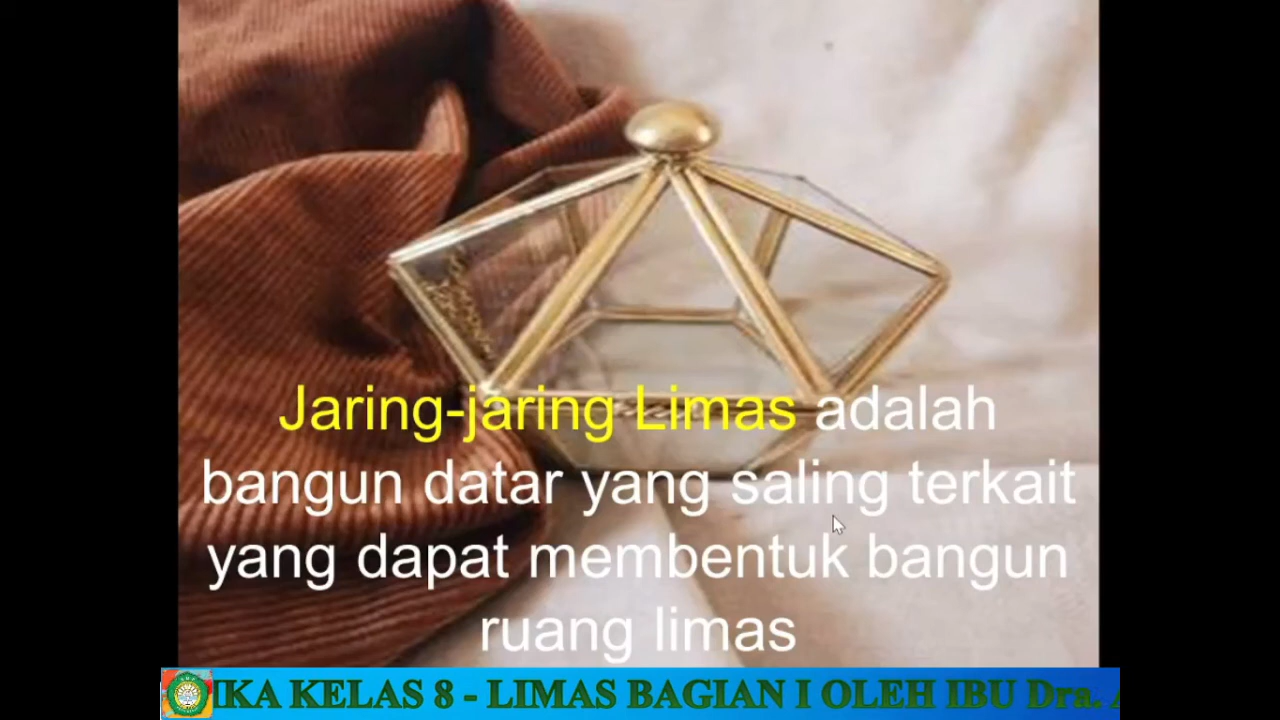 Jaring-jaring Limas adalah
bangun datar yang saling terkait
yang dapat membentuk bangun
ruang limas
IKA KELAS 8 - LIMAS BAGIAN I OLEH IBU Dra.